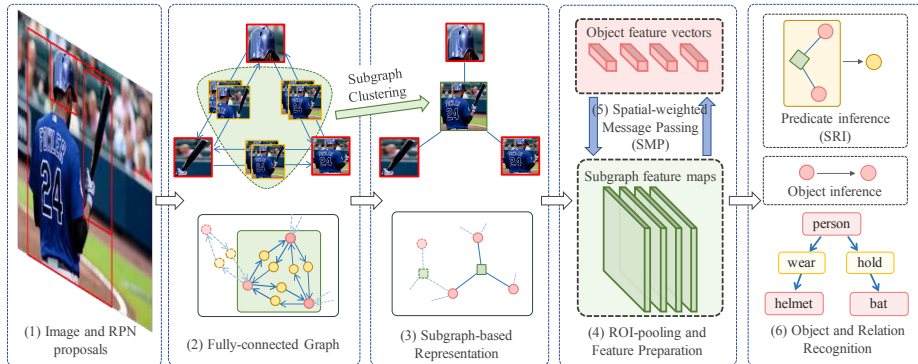 FOWLER
24
(1) Image and RPN
proposals
Subgraph
Clustering
24
(2) Fully-connected Graph
(3) Subgraph-based
Representation
Object feature vectors
(5) Spatial-weighted
Message Passing
(SMP)
Subgraph feature maps
(4) ROI-pooling and
Feature Preparation
Predicate inference
(SRI)
Object inference
person
wear
hold
helmet
bat
(6) Object and Relation
Recognition